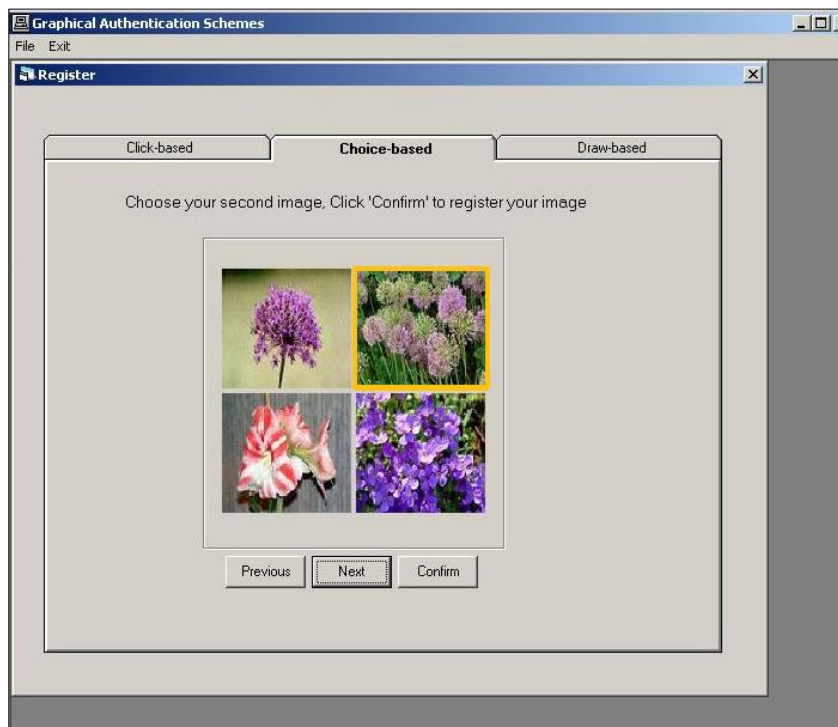 Graphical Authentication Schemes
File Exit
Register
Click-based Choice-based Draw-based
Choose your second image, Click 'Confirm' to register your image
Previous Next Confirm